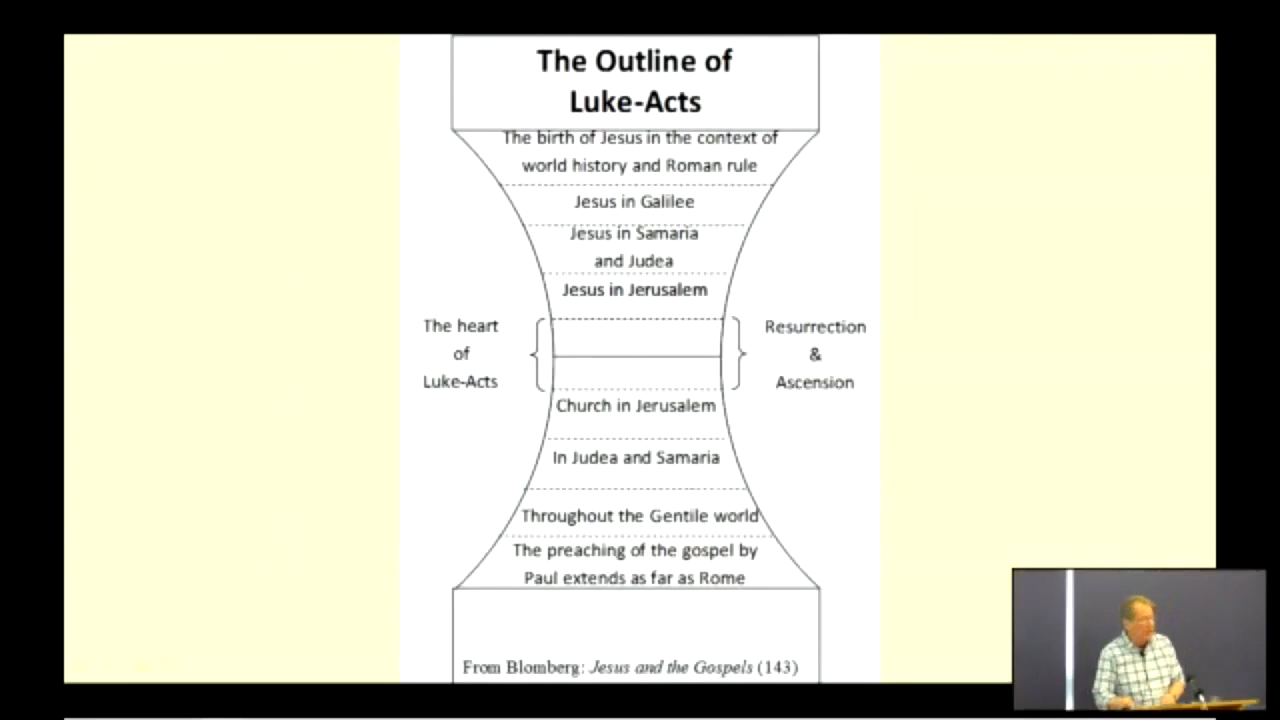 The Outline of
Luke-Acts
The birth of Jesus in the context of
world history and Roman rule
Jesus in Galilee
Jesus in Samaria
and Judea
Jesus in Jerusalem
The heart
of
Luke-Acts
Resurrection
&
Ascension
Church in Jerusalem
In Judea and Samaria
Throughout the Gentile world
The preaching of the gospel by
Paul extends as far as Rome
From Blomberg: Jesus and the Gospels (143)